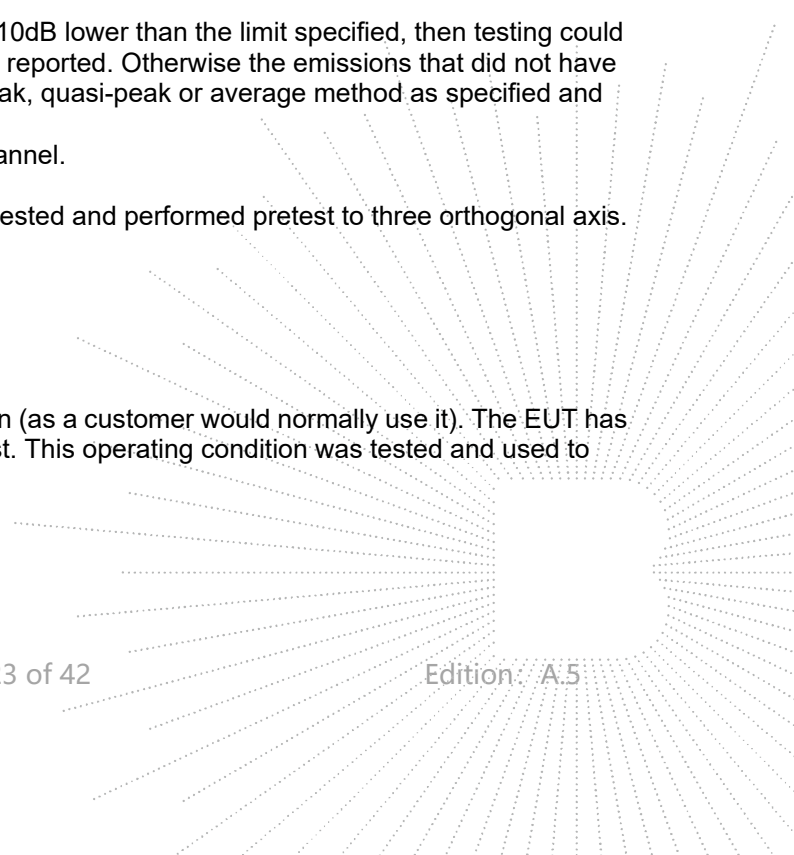 10dB lower than the limit specified, then testing could
reported. Otherwise the emissions that did not have
ak, quasi-peak or average method as specified and
annel.
ested and performed pretest to three orthogonal axis.
n (as a customer would normally use it). The EUT has
st. This operating condition was tested and used to
3 of 42 Edition: A.5